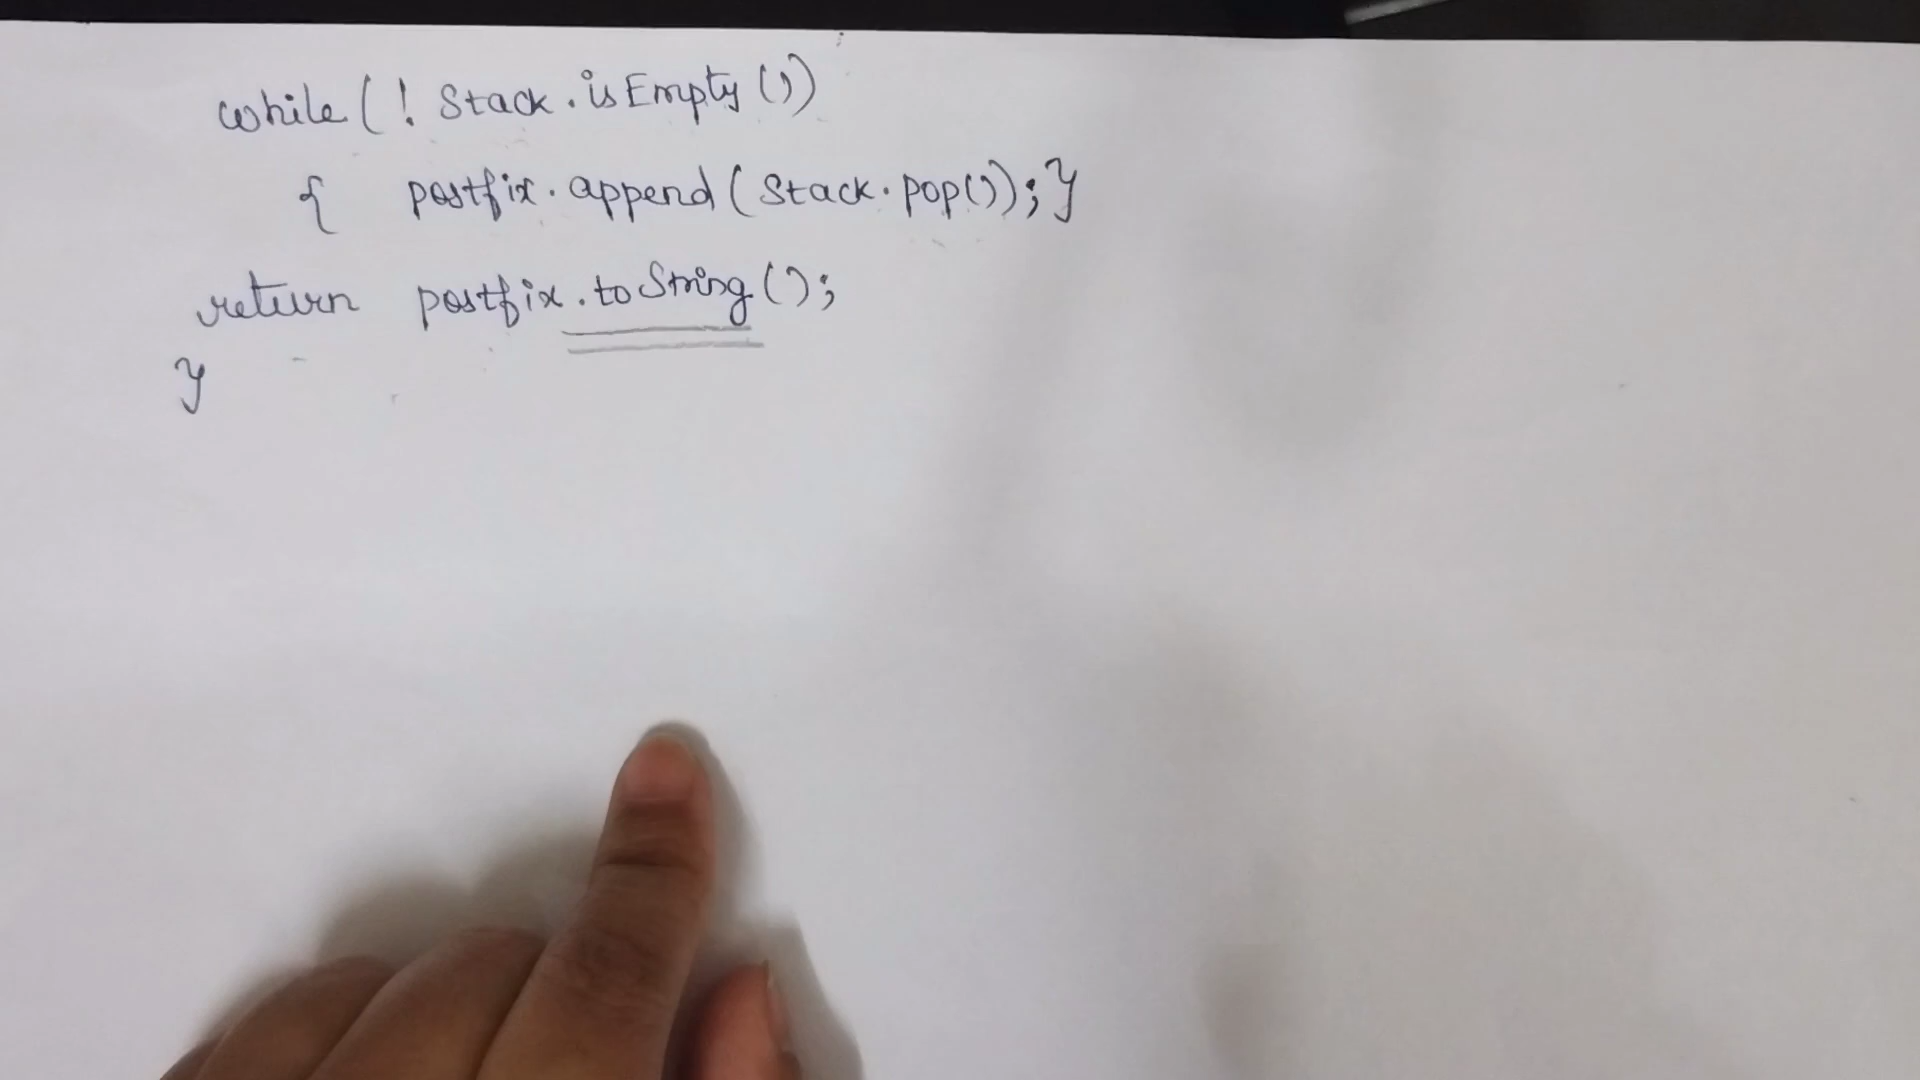 while (! Stack.isEmpty())
{ postfix.append(Stack.pop());}
return postfix.toString();
}